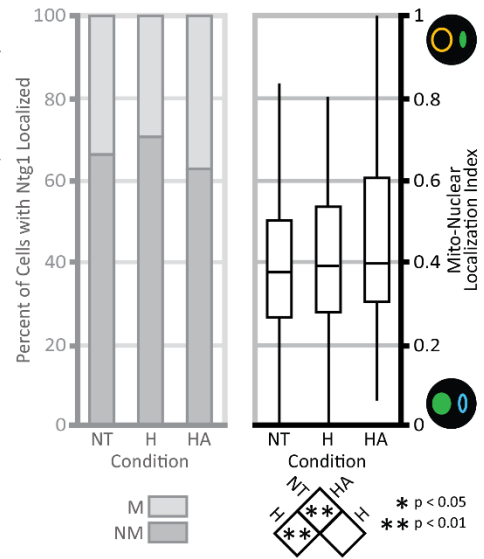 Percent of Cells with Ntg1 Localized
100
80
60
40
20
0
NT H HA
Condition
M
NM
1
0.8
0.6
0.4
0.2
0
Mito-Nuclear
Localization Index
NT H HA
Condition
NT HA
H ** H
**
* p < 0.05
** p < 0.01